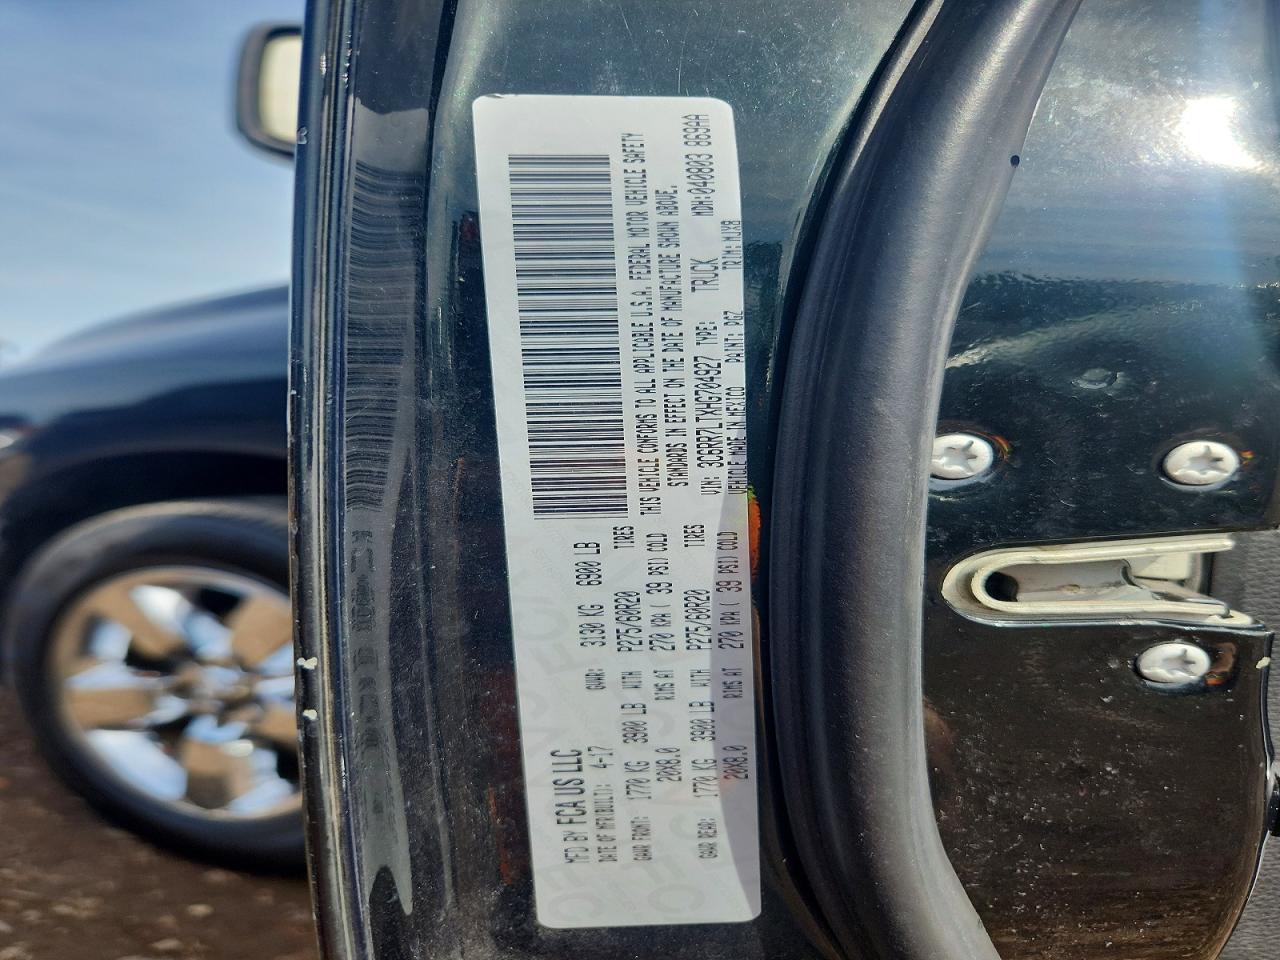 MFD BY FCA US LLC
DATE OF MFR(BUILT): 4-17 GVWR: 3130 KG 6900 LB
GAWR FRONT: 1770 KG 3900 LB WITH P275/60R20 TIRES
20X8.0 RIMS AT 270 KPA( 39 PSI) COLD
GAWR REAR: 1770 KG 3900 LB WITH P275/60R20 TIRES
20X8.0 RIMS AT 270 KPA( 39 PSI) COLD
THIS VEHICLE CONFORMS TO ALL APPLICABLE U.S.A. FEDERAL MOTOR VEHICLE SAFETY
STANDARDS IN EFFECT ON THE DATE OF MANUFACTURE SHOWN ABOVE.
VIN: 3C6RR7LTXHG704927 TYPE: TRUCK MDH:040803 869AA
VEHICLE MADE IN MEXICO PAINT: PGZ TRIM: MJX8